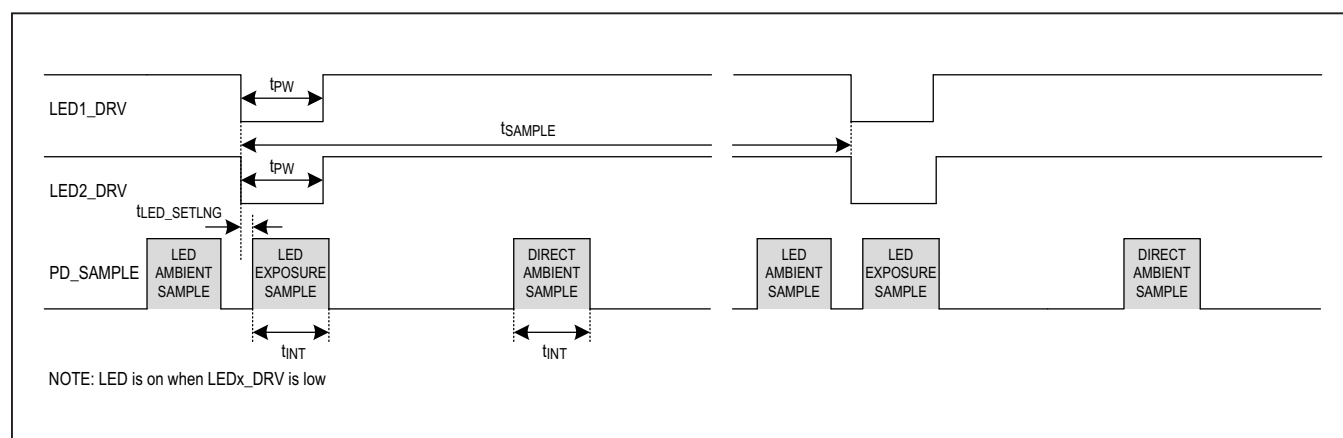 tPW
LED1_DRV
tSAMPLE
tPW
LED2_DRV
tLED_SETLNG
PD_SAMPLE
LED
AMBIENT
SAMPLE
LED
EXPOSURE
SAMPLE
DIRECT
AMBIENT
SAMPLE
LED
AMBIENT
SAMPLE
LED
EXPOSURE
SAMPLE
DIRECT
AMBIENT
SAMPLE
tINT
tINT
NOTE: LED is on when LEDx_DRV is low